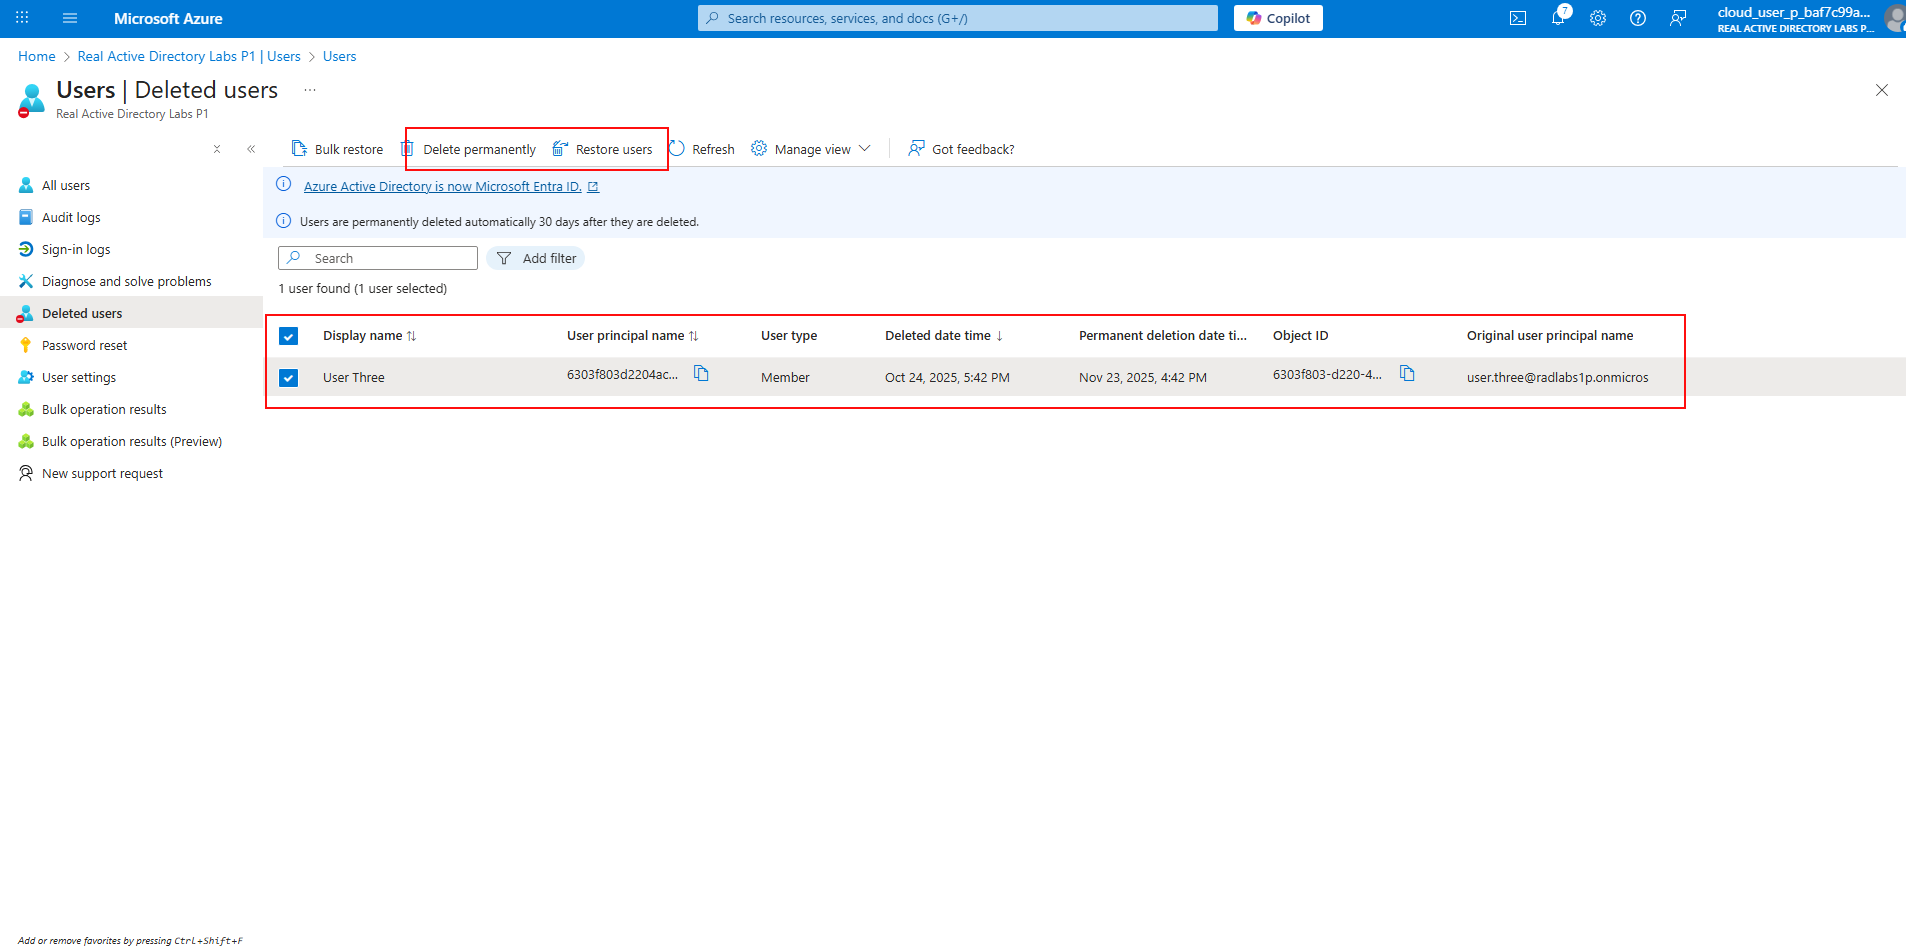 Microsoft Azure
Search resources, services, and docs (G+/)
Copilot
7
cloud_user_p_baf7c99a...
REAL ACTIVE DIRECTORY LABS P...
Home > Real Active Directory Labs P1 | Users > Users
Users | Deleted users ...
Real Active Directory Labs P1
Bulk restore Delete permanently Restore users Refresh Manage view Got feedback?
All users
Audit logs
Sign-in logs
Diagnose and solve problems
Deleted users
Password reset
User settings
Bulk operation results
Bulk operation results (Preview)
New support request
Azure Active Directory is now Microsoft Entra ID.
Users are permanently deleted automatically 30 days after they are deleted.
Search Add filter
1 user found (1 user selected)
Display name User principal name User type Deleted date time Permanent deletion date ti... Object ID Original user principal name
User Three 6303f803d2204ac... Member Oct 24, 2025, 5:42 PM Nov 23, 2025, 4:42 PM 6303f803-d220-4... user.three@radlabs1p.onmicros
Add or remove favorites by pressing Ctrl+Shift+F